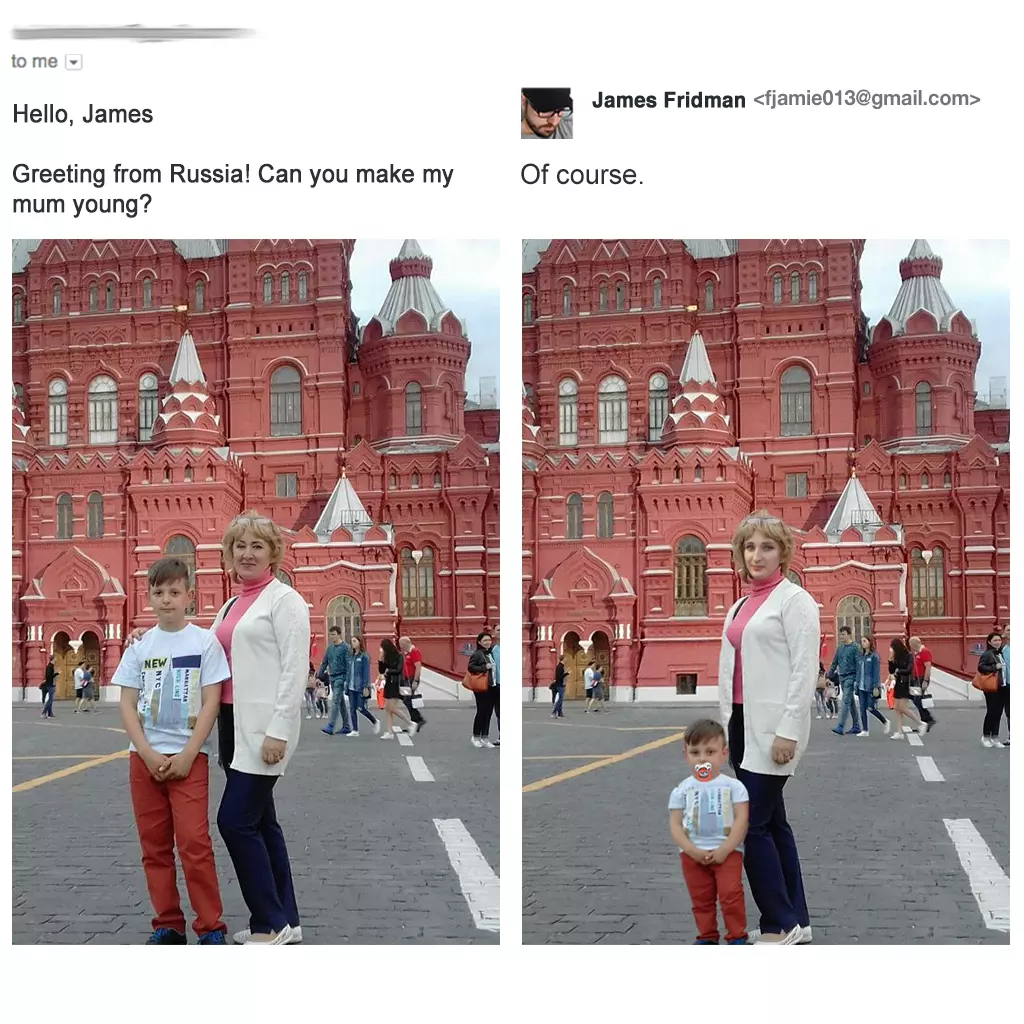 to me
Hello, James
Greeting from Russia! Can you make my
mum young?
James Fridman <fjamie013@gmail.com>
Of course.
NEW
NYC